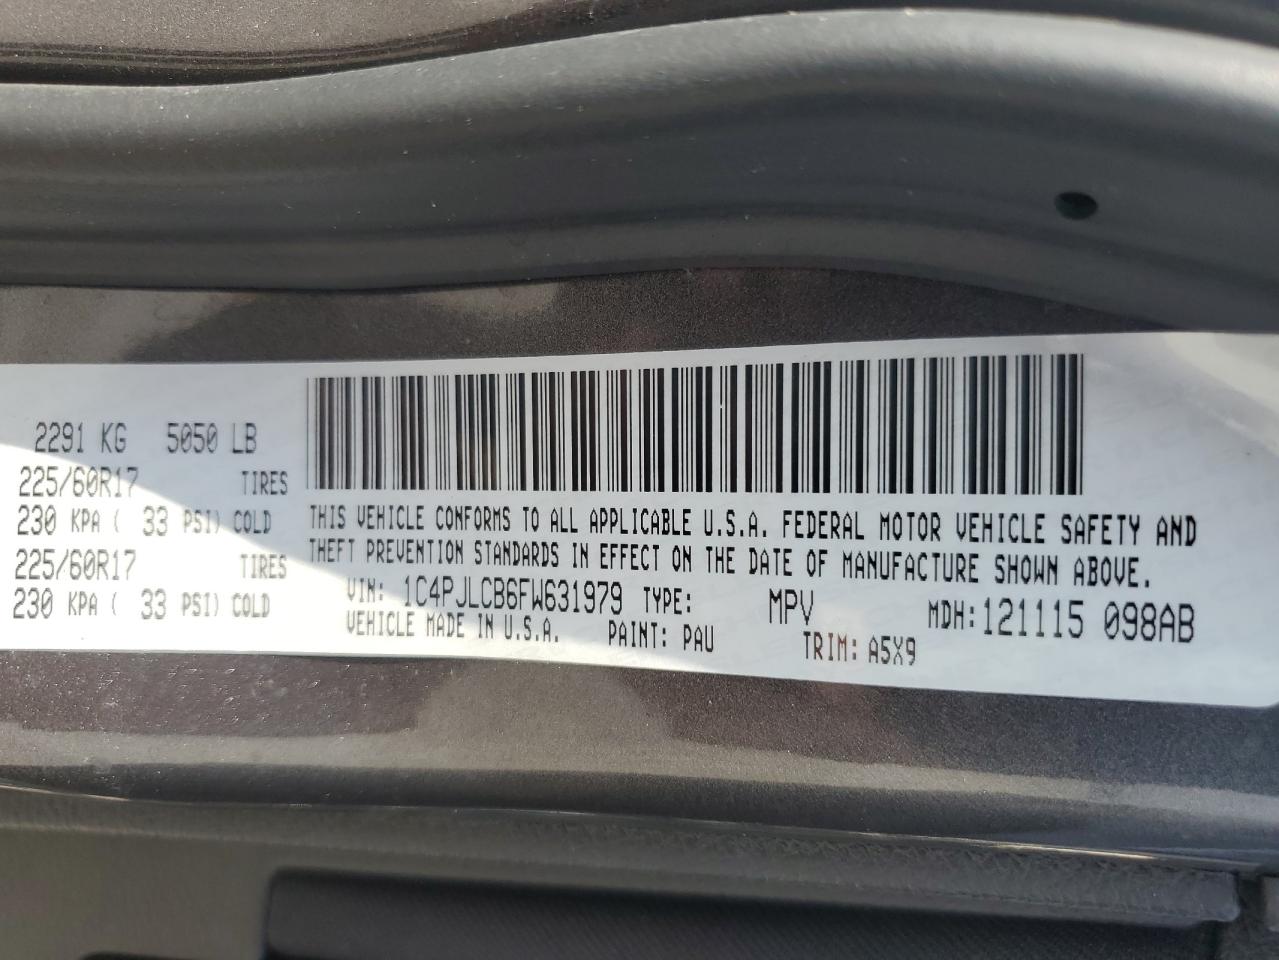 2291 KG 5050 LB
225/60R17 TIRES
230 KPA ( 33 PSI) COLD
225/60R17 TIRES
230 KPA ( 33 PSI) COLD
THIS VEHICLE CONFORMS TO ALL APPLICABLE U.S.A. FEDERAL MOTOR VEHICLE SAFETY AND
THEFT PREVENTION STANDARDS IN EFFECT ON THE DATE OF MANUFACTURE SHOWN ABOVE.
VIN: 1C4PJLCB6FW631979 TYPE: MPV MDH:121115 098AB
VEHICLE MADE IN U.S.A. PAINT: PAU TRIM: A5X9